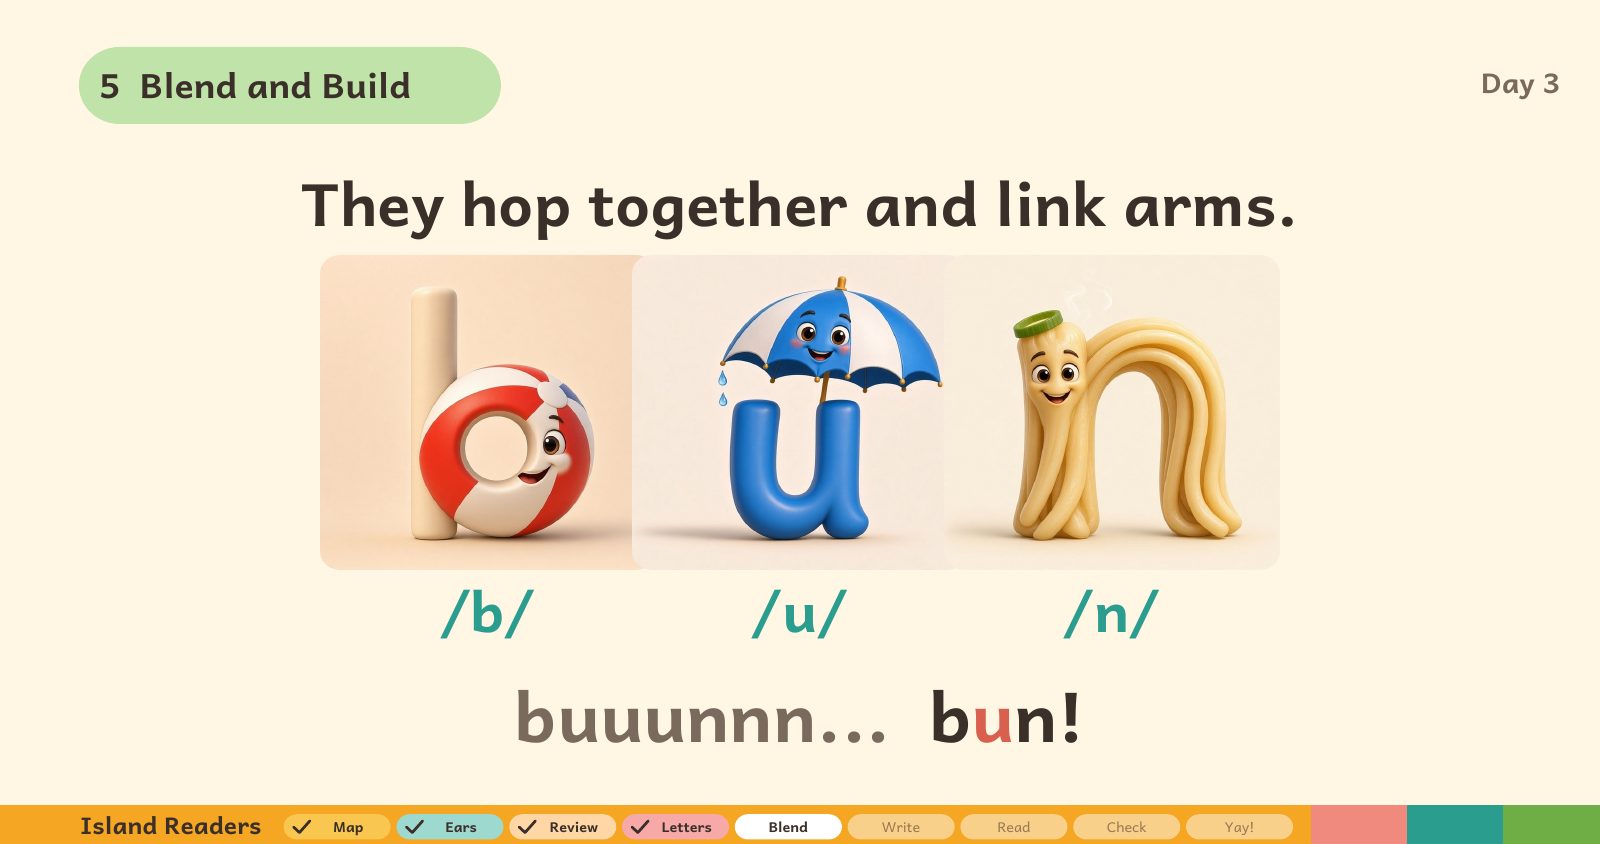 5 Blend and Build
Day 3
They hop together and link arms.
b u n
/b/ /u/ /n/
buuunnn... bun!
Island Readers Map Ears Review Letters Blend Write Read Check Yay!